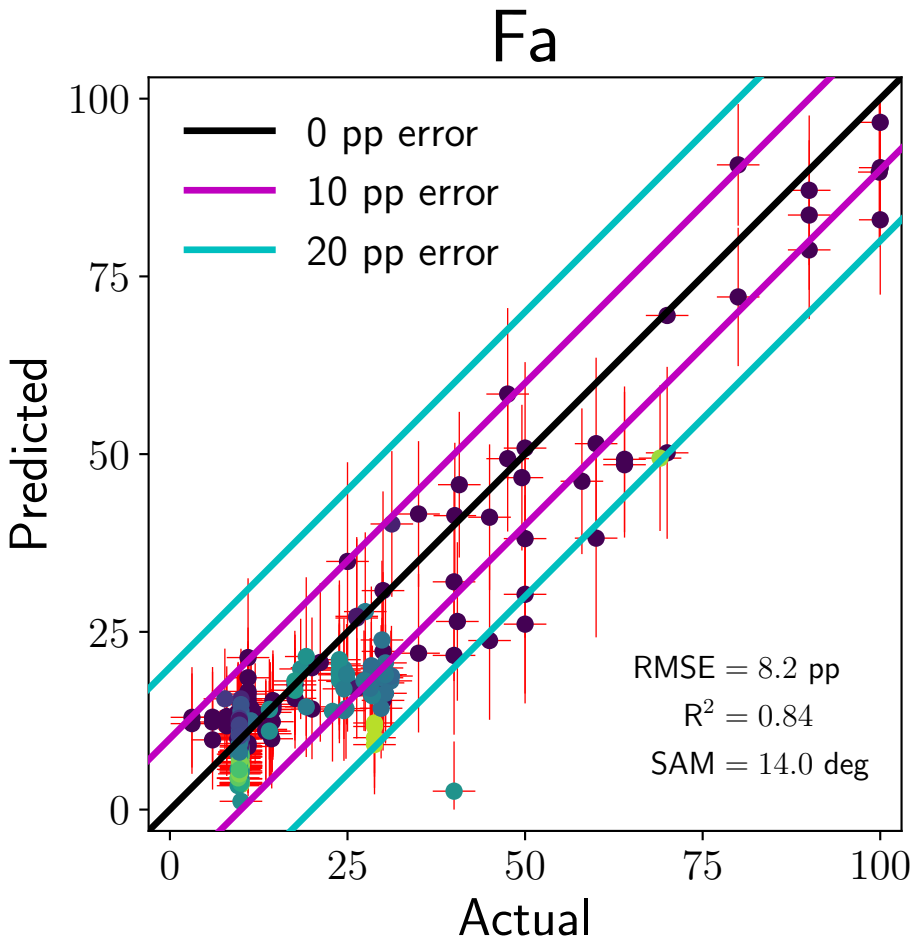 Fa
100
75
50
25
0
0 pp error
10 pp error
20 pp error
RMSE = 8.2 pp
R² = 0.84
SAM = 14.0 deg
0 25 50 75 100
Predicted
Actual